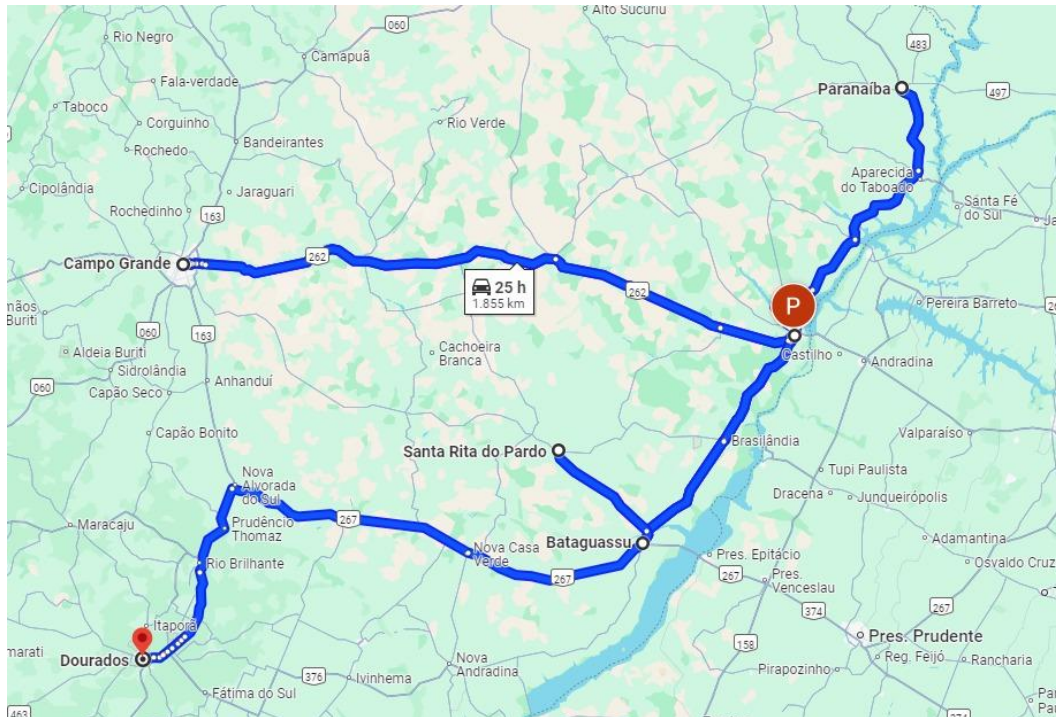 Alto Sucuriú
060
Rio Negro
Camapuã
483
Fala-verdade
Paranaíba
497
Taboco
Rio Verde
Corguinho
Bandeirantes
Rochedo
Aparecida
do Taboado
Cipolândia
Jaraguari
Santa Fé
do Sul
Rochedinho
163
262
Campo Grande
25 h
1.855 km
262
P
Pereira Barreto
Buriti
060
163
Cachoeira
Branca
Castilho
Andradina
Aldeia Buriti
Sidrolândia
Anhanduí
060
Capão Seco
Capão Bonito
Santa Rita do Pardo
Brasilândia
Valparaíso
Nova
Alvorada
do Sul
Tupi Paulista
Dracena
Junqueirópolis
Maracaju
Prudêncio
Thomaz
267
Bataguassu
Adamantina
Nova Casa
Verde
Pres. Epitácio
Rio Brilhante
267
267
Pres.
Venceslau
Osvaldo Cruz
374
267
Itaporã
Pres. Prudente
Dourados
158
Nova
Andradina
Reg. Feijó
Rancharia
376
Ivinhema
Pirapozinho
Fátima do Sul
463
374